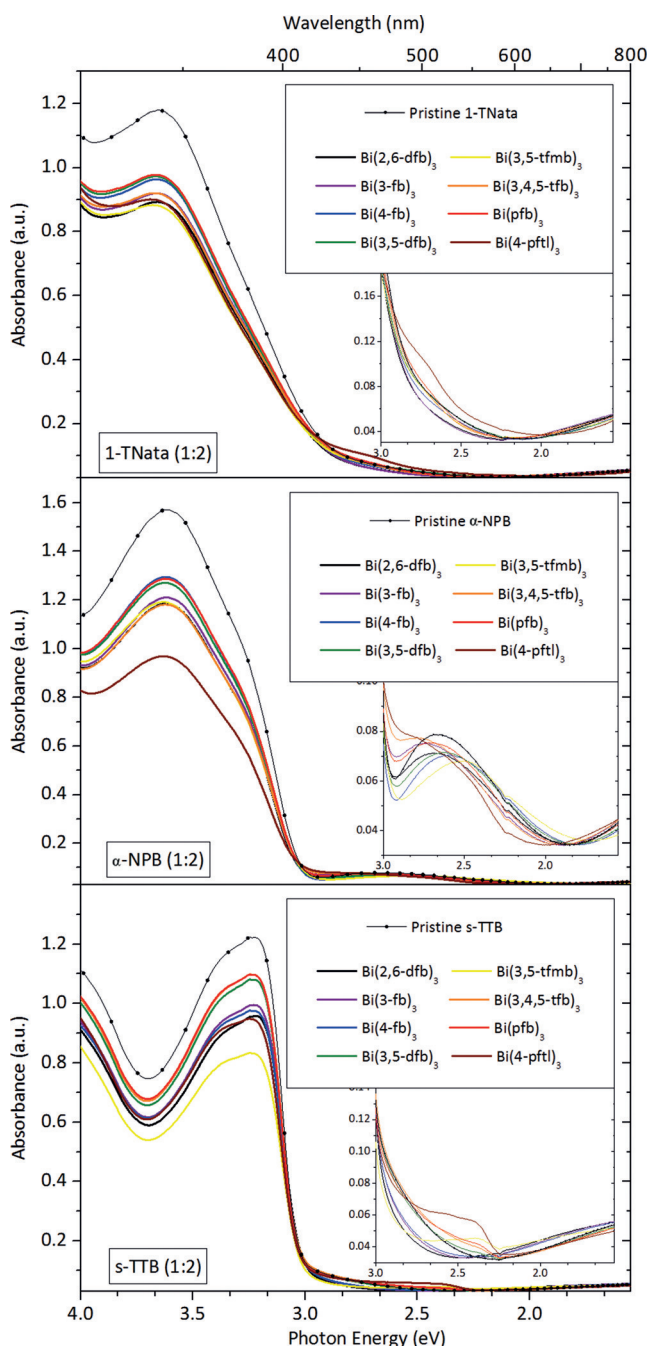 Wavelength (nm)
400 500 600 700 800
Absorbance (a.u.)
1.2
1.0
0.8
0.6
0.4
0.2
Pristine 1-TNata
Bi(2,6-dfb)₃ Bi(3,5-tfmb)₃
Bi(3-fb)₃ Bi(3,4,5-tfb)₃
Bi(4-fb)₃ Bi(pfb)₃
Bi(3,5-dfb)₃ Bi(4-pftl)₃
0.16
0.12
0.08
0.04
3.0 2.5 2.0
1-TNata (1:2)
Absorbance (a.u.)
1.6
1.4
1.2
1.0
0.8
0.6
0.4
0.2
Pristine α-NPB
Bi(2,6-dfb)₃ Bi(3,5-tfmb)₃
Bi(3-fb)₃ Bi(3,4,5-tfb)₃
Bi(4-fb)₃ Bi(pfb)₃
Bi(3,5-dfb)₃ Bi(4-pftl)₃
0.08
0.06
0.04
3.0 2.5 2.0
α-NPB (1:2)
Absorbance (a.u.)
1.2
1.0
0.8
0.6
0.4
0.2
Pristine s-TTB
Bi(2,6-dfb)₃ Bi(3,5-tfmb)₃
Bi(3-fb)₃ Bi(3,4,5-tfb)₃
Bi(4-fb)₃ Bi(pfb)₃
Bi(3,5-dfb)₃ Bi(4-pftl)₃
0.12
0.10
0.08
0.06
0.04
3.0 2.5 2.0
s-TTB (1:2)
4.0 3.5 3.0 2.5 2.0
Photon Energy (eV)